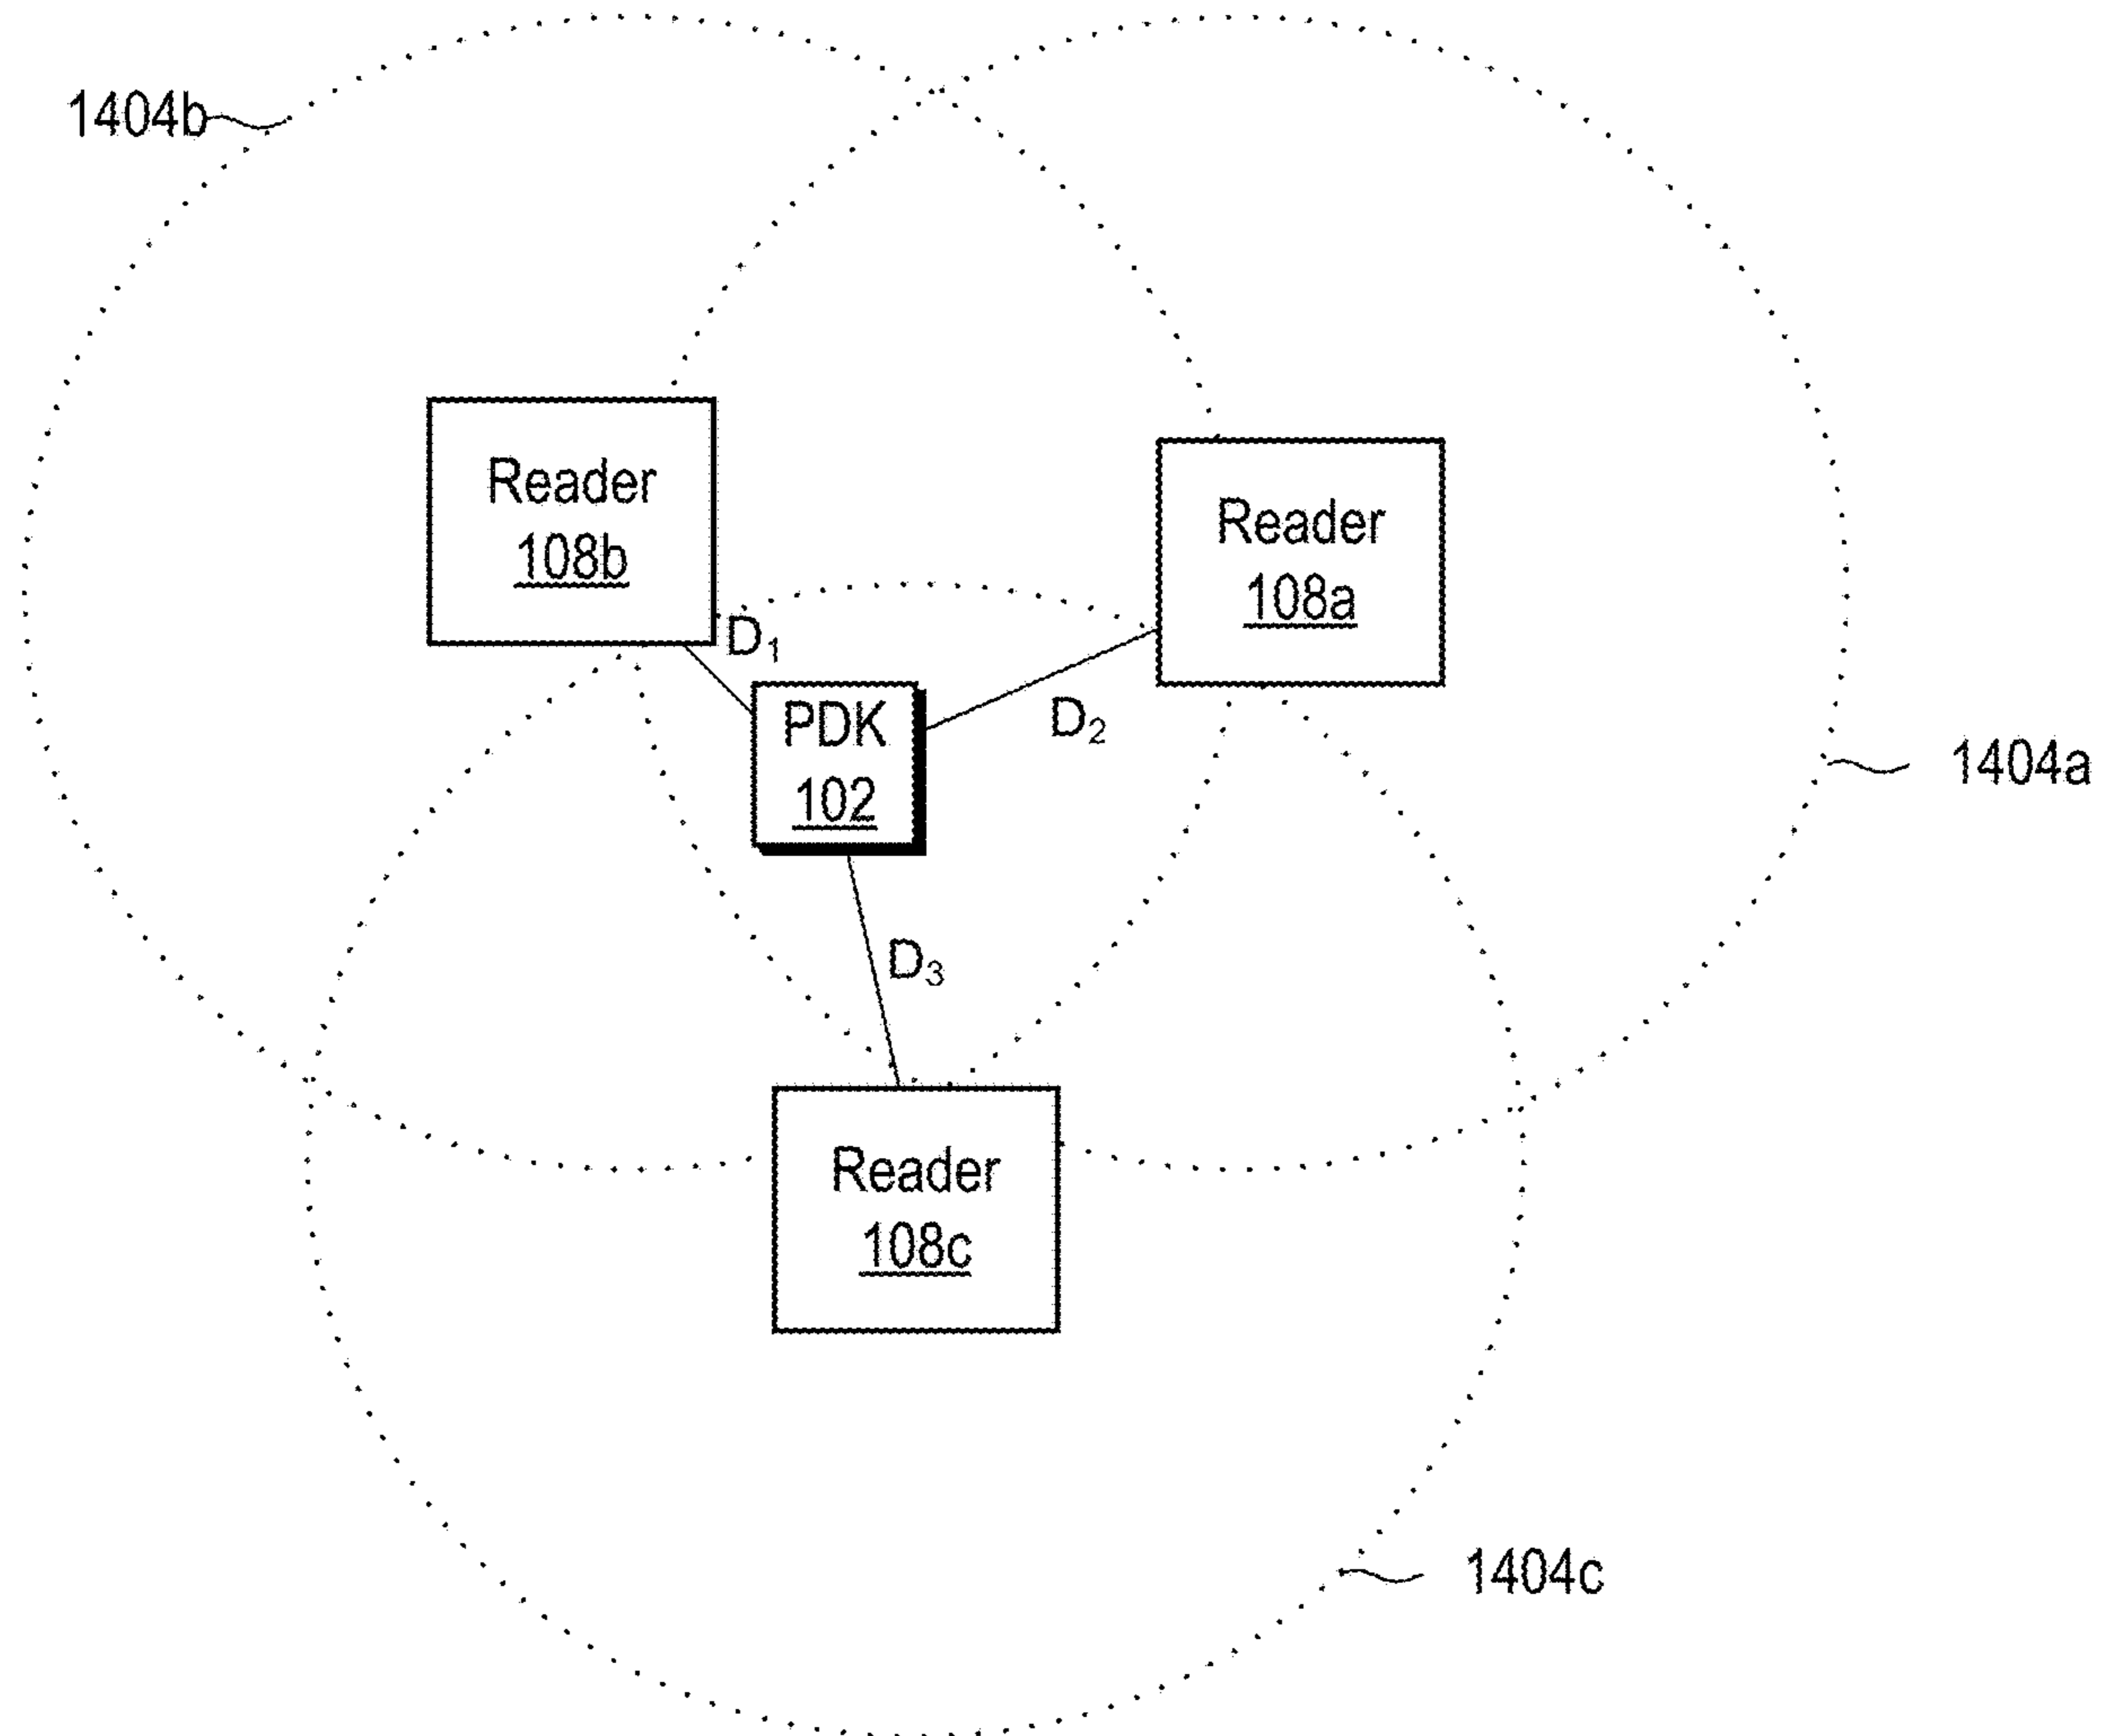 1404b
Reader
108b
Reader
108a
D₁
PDK
102
D₂
1404a
D₃
Reader
108c
1404c